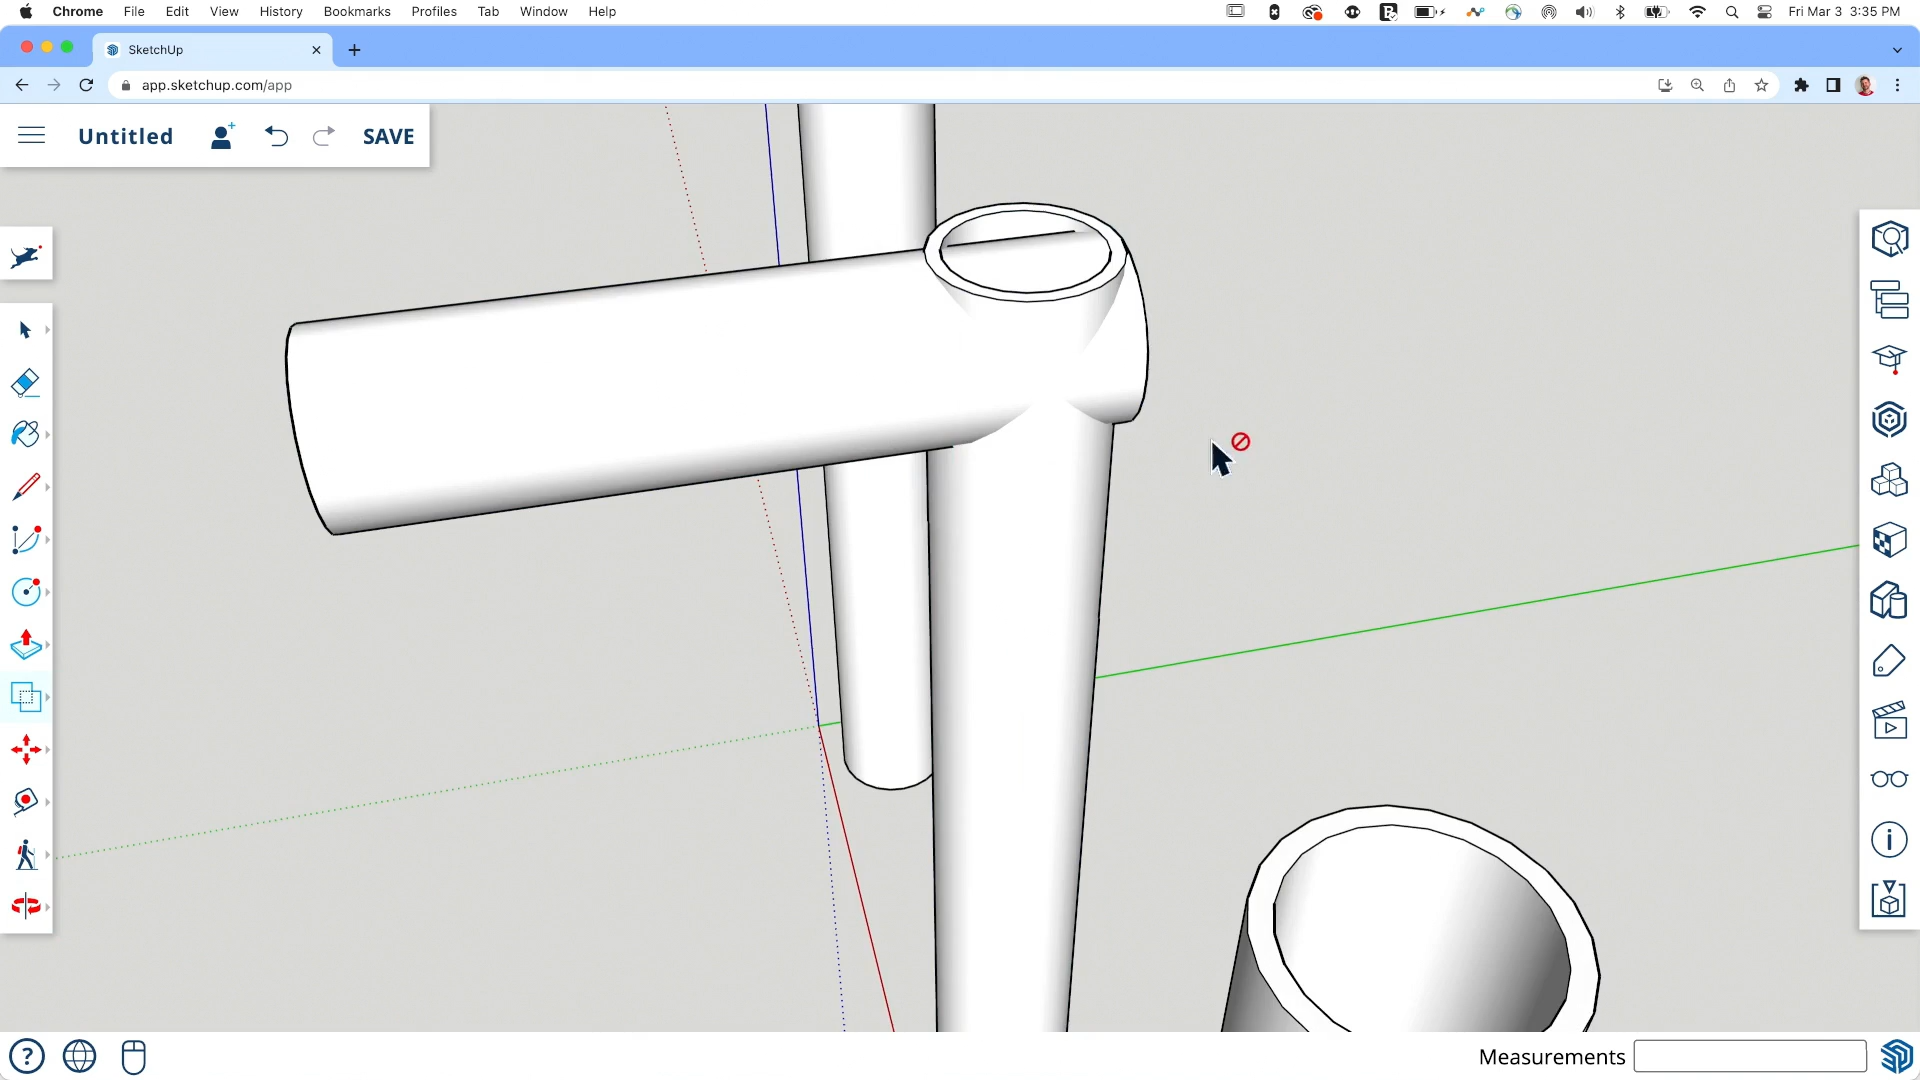 Chrome File Edit View History Bookmarks Profiles Tab Window Help Fri Mar 3 3:35 PM
SketchUp
app.sketchup.com/app
Untitled SAVE
Measurements